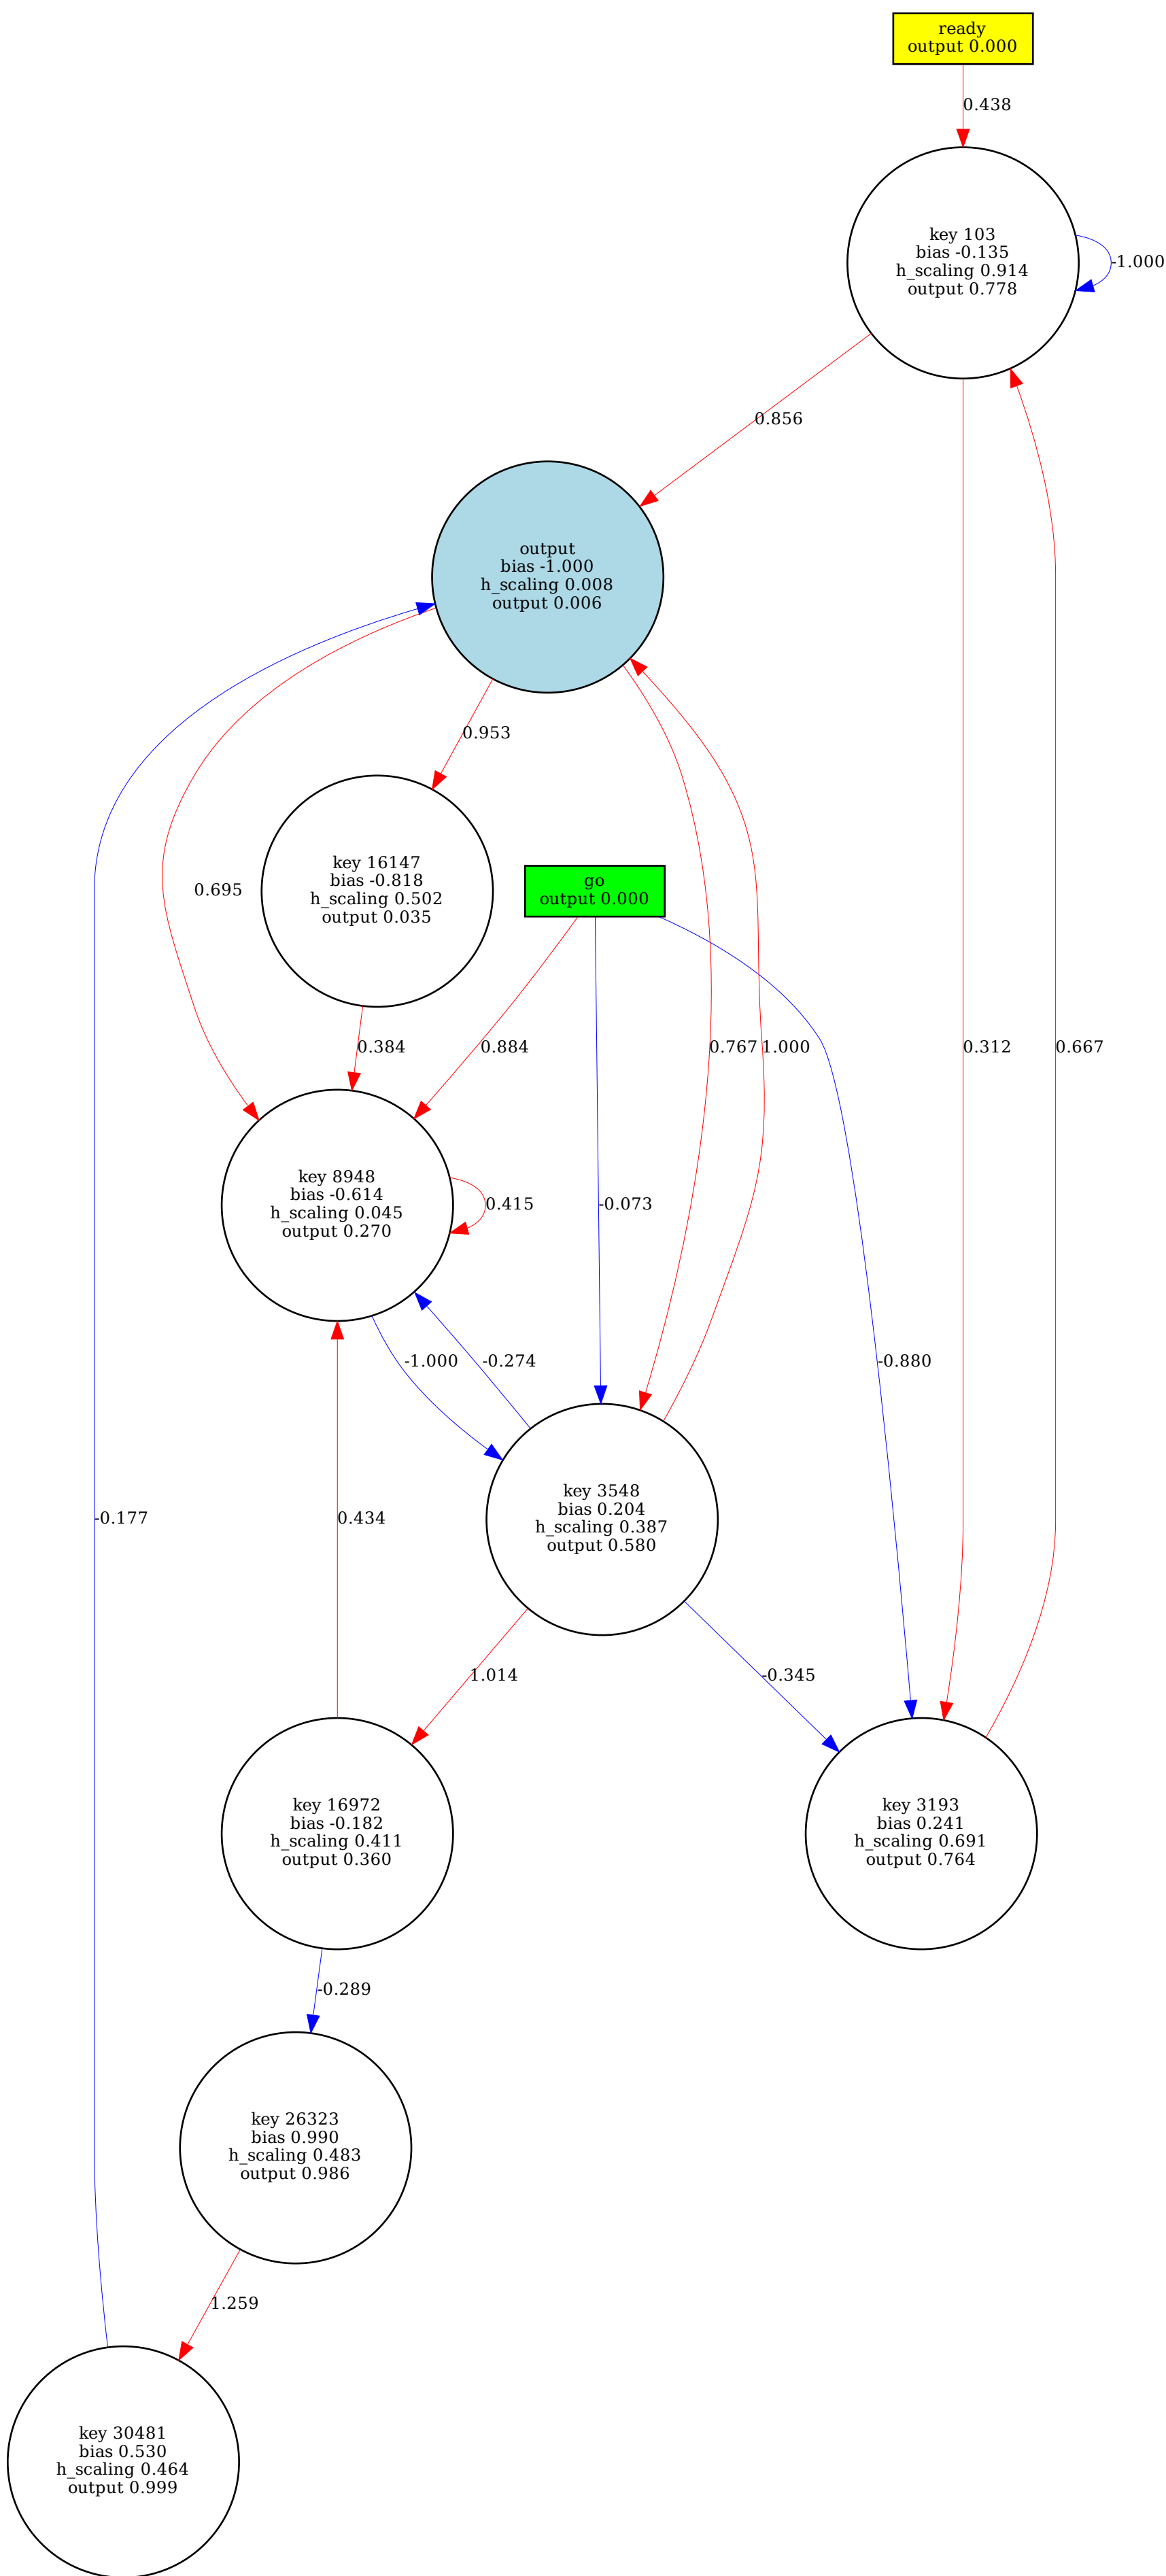 ready
output 0.000
0.438
key 103
bias -0.135
h_scaling 0.914
output 0.778
-1.000
0.856
output
bias -1.000
h_scaling 0.008
output 0.006
0.953
key 16147
bias -0.818
h_scaling 0.502
output 0.035
go
output 0.000
0.695
0.384
0.884
0.767
1.000
0.312
0.667
key 8948
bias -0.614
h_scaling 0.045
output 0.270
0.415
-0.073
-1.000
-0.274
-0.880
key 3548
bias 0.204
h_scaling 0.387
output 0.580
-0.177
0.434
1.014
-0.345
key 16972
bias -0.182
h_scaling 0.411
output 0.360
key 3193
bias 0.241
h_scaling 0.691
output 0.764
-0.289
key 26323
bias 0.990
h_scaling 0.483
output 0.986
1.259
key 30481
bias 0.530
h_scaling 0.464
output 0.999